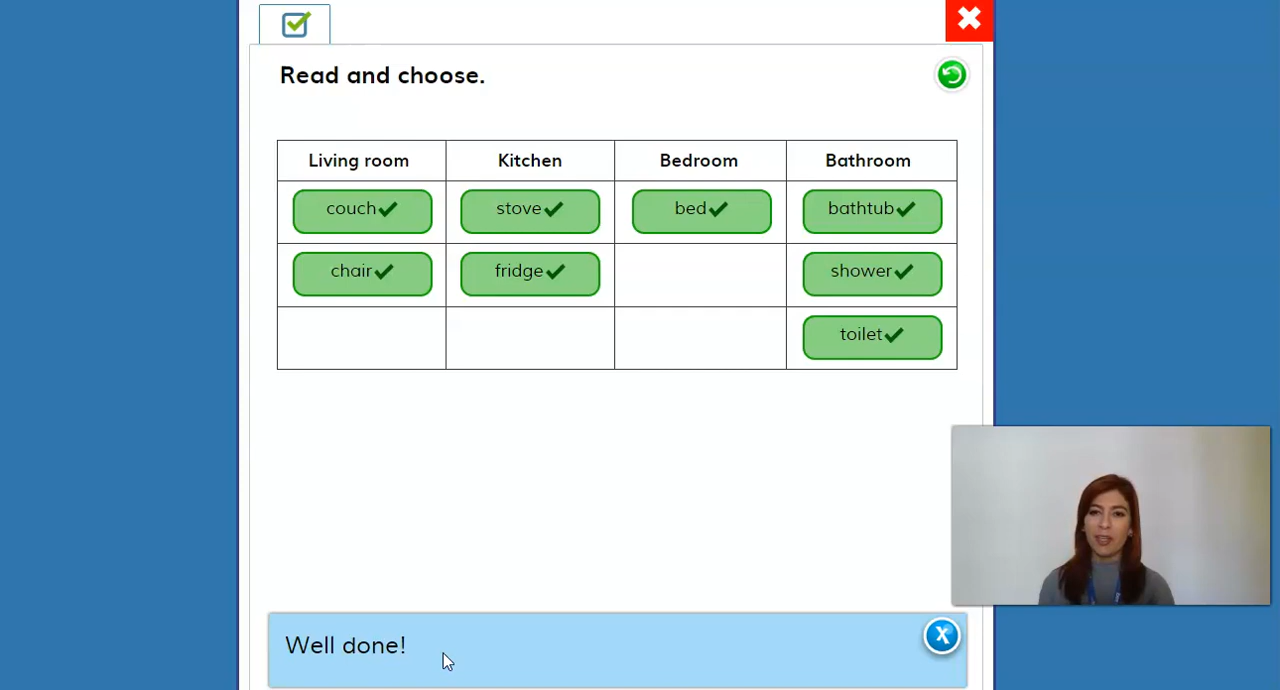 Read and choose.
Living room Kitchen Bedroom Bathroom
couch stove bed bathtub
chair fridge shower
toilet
Well done!
X